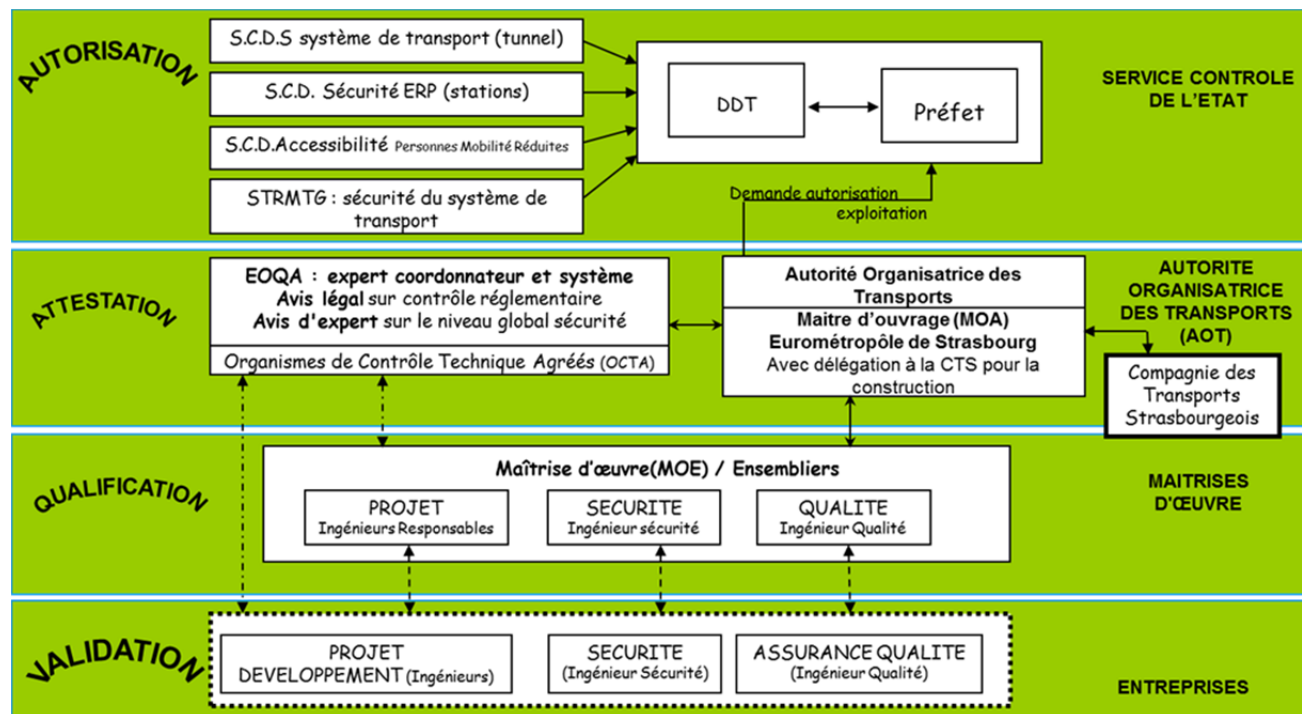 AUTORISATION
S.C.D.S système de transport (tunnel)
S.C.D. Sécurité ERP (stations)
S.C.D.Accessibilité Personnes Mobilité Réduites
STRMTG : sécurité du système de
transport
DDT
Préfet
SERVICE CONTROLE
DE L'ETAT
Demande autorisation
exploitation
ATTESTATION
EOQA : expert coordonnateur et système
Avis légal sur contrôle réglementaire
Avis d'expert sur le niveau global sécurité
Organismes de Contrôle Technique Agréés (OCTA)
Autorité Organisatrice des
Transports
Maitre d'ouvrage (MOA)
Eurométropôle de Strasbourg
Avec délégation à la CTS pour la
construction
AUTORITE
ORGANISATRICE
DES TRANSPORTS
(AOT)
Compagnie des
Transports
Strasbourgeois
QUALIFICATION
Maîtrise d'œuvre(MOE) / Ensembliers
PROJET
Ingénieurs Responsables
SECURITE
Ingénieur sécurité
QUALITE
Ingénieur Qualité
MAITRISES
D'ŒUVRE
VALIDATION
PROJET
DEVELOPPEMENT (Ingénieurs)
SECURITE
(Ingénieur Sécurité)
ASSURANCE QUALITE
(Ingénieur Qualité)
ENTREPRISES